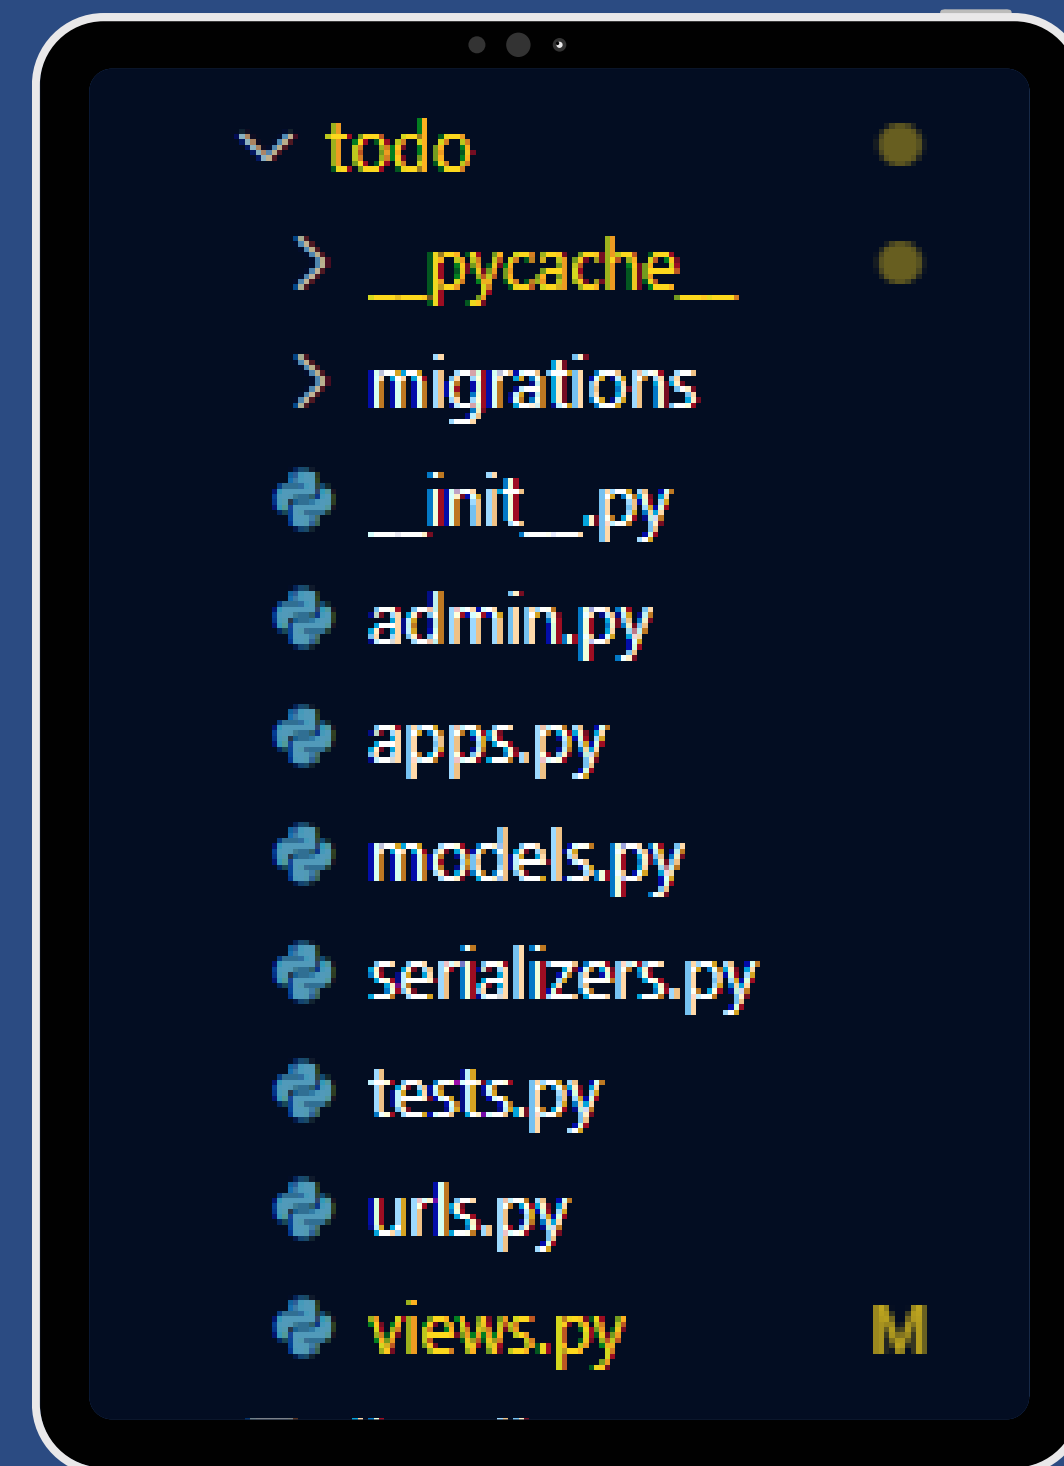 todo
__pycache__
migrations
__init__.py
admin.py
apps.py
models.py
serializers.py
tests.py
urls.py
views.py M